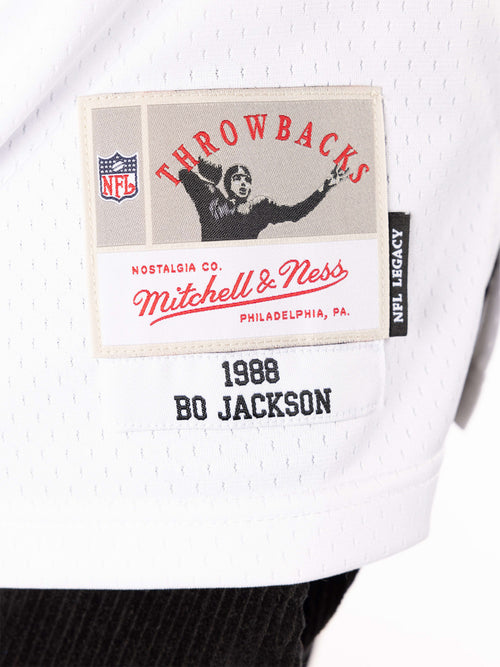 THROWBACKS
NFL
NOSTALGIA CO.
Mitchell & Ness
PHILADELPHIA, PA.
NFL LEGACY
1988
BO JACKSON